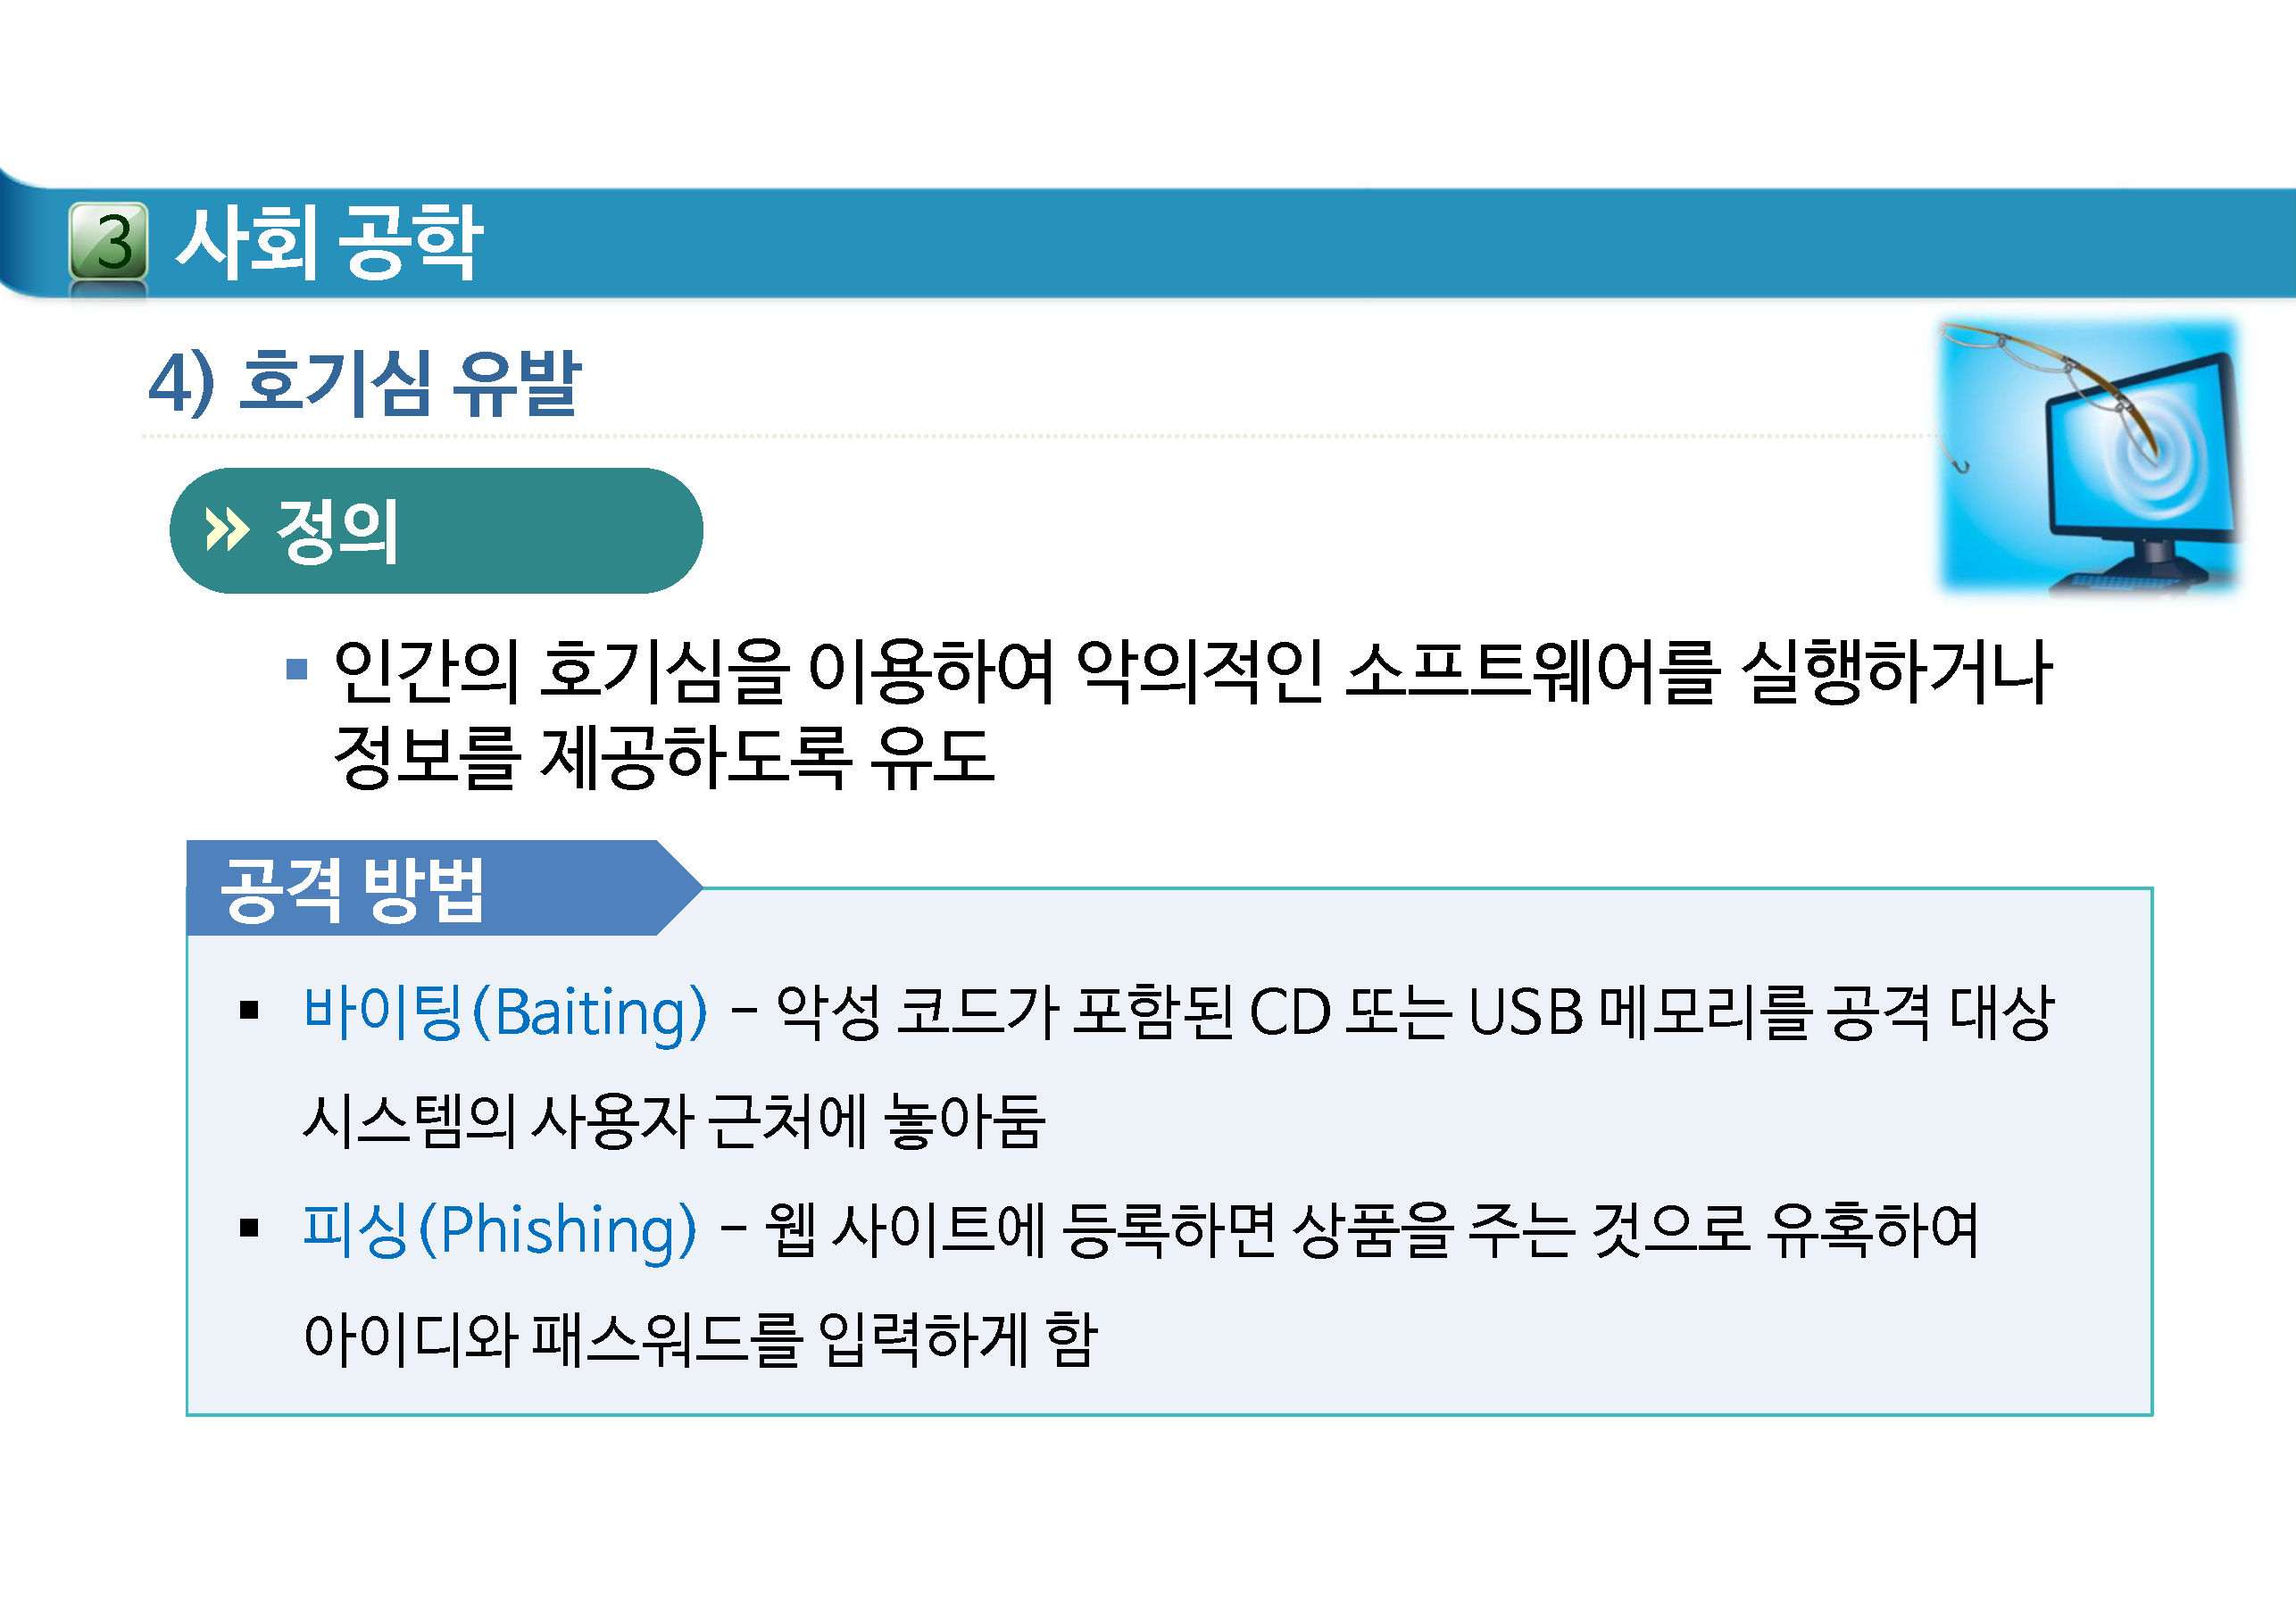 3 사회 공학
4) 호기심 유발
» 정의
▪ 인간의 호기심을 이용하여 악의적인 소프트웨어를 실행하거나
정보를 제공하도록 유도
공격 방법
▪ 바이팅(Baiting) - 악성 코드가 포함된 CD 또는 USB 메모리를 공격 대상
시스템의 사용자 근처에 놓아둠
▪ 피싱(Phishing) - 웹 사이트에 등록하면 상품을 주는 것으로 유혹하여
아이디와 패스워드를 입력하게 함